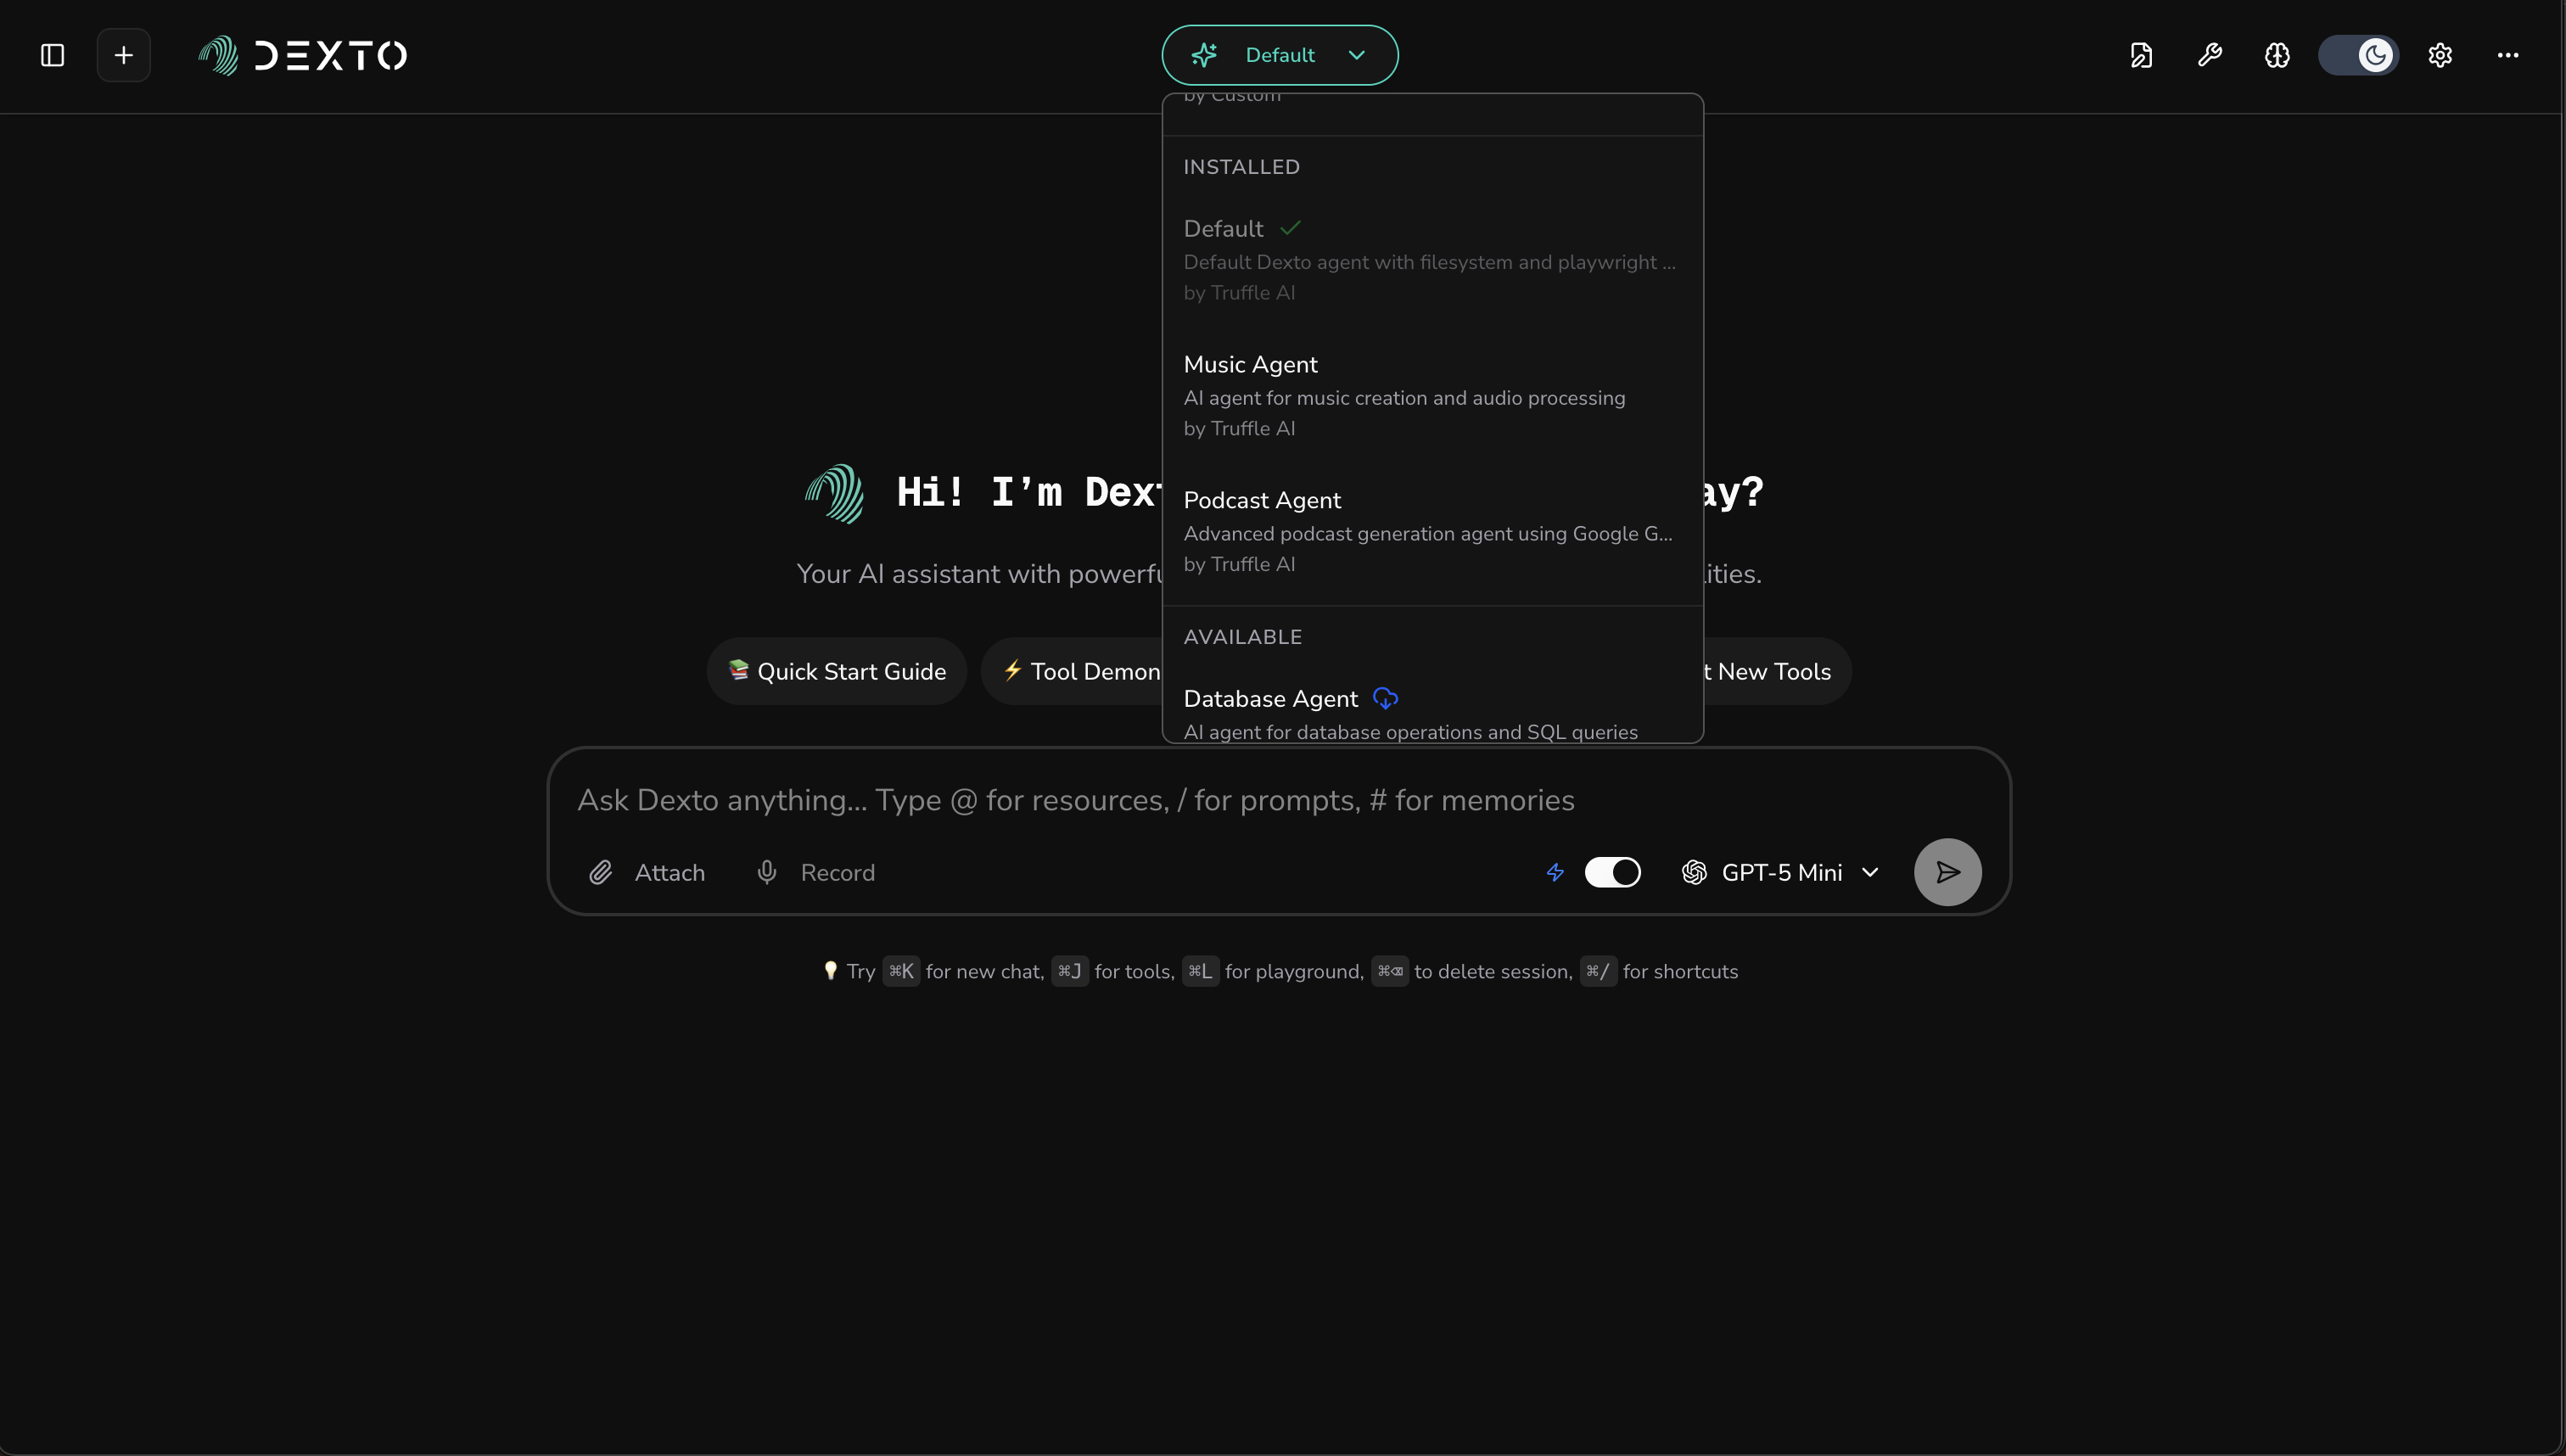 DEXTO
Default
by Custom
INSTALLED
Default
Default Dexto agent with filesystem and playwright ...
by Truffle AI
Music Agent
AI agent for music creation and audio processing
by Truffle AI
Podcast Agent
Advanced podcast generation agent using Google G...
by Truffle AI
AVAILABLE
Database Agent
AI agent for database operations and SQL queries
Hi! I'm Dex
ay?
Your AI assistant with powerfu
ities.
Quick Start Guide
Tool Demon
t New Tools
Ask Dexto anything... Type @ for resources, / for prompts, # for memories
Attach
Record
GPT-5 Mini
Try ⌘K for new chat, ⌘J for tools, ⌘L for playground, ⌘⌫ to delete session, ⌘/ for shortcuts